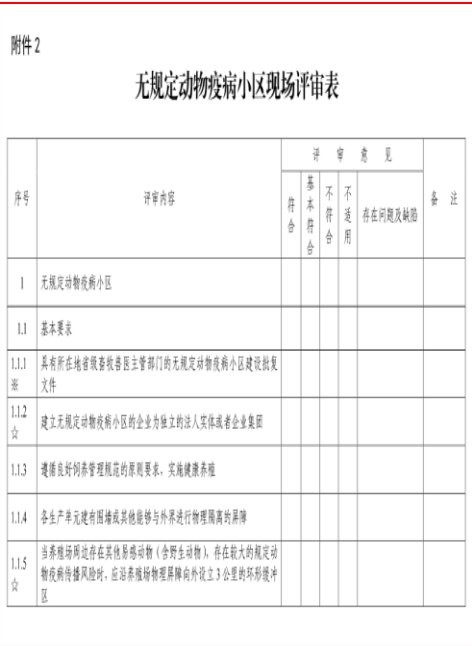 附件 2
无规定动物疫病小区现场评审表
序号
评审内容
评 审 意 见
符合
基本符合
不符合
不适用
存在问题及缺陷
备 注
1 无规定动物疫病小区
1.1 基本要求
1.1.1 具有所在地省级畜牧兽医主管部门的无规定动物疫病小区建设批复
※ 文件
1.1.2
☆ 建立无规定动物疫病小区的企业为独立的法人实体或者企业集团
1.1.3 遵循良好饲养管理规范的原则要求，实施健康养殖
1.1.4 各生产单元建有围墙或其他能够与外界进行物理隔离的屏障
当养殖场周边存在其他易感动物（含野生动物），存在较大的规定动
1.1.5 物疫病传播风险时，应沿养殖场物理屏障向外设立 3 公里的环形缓冲
☆ 区